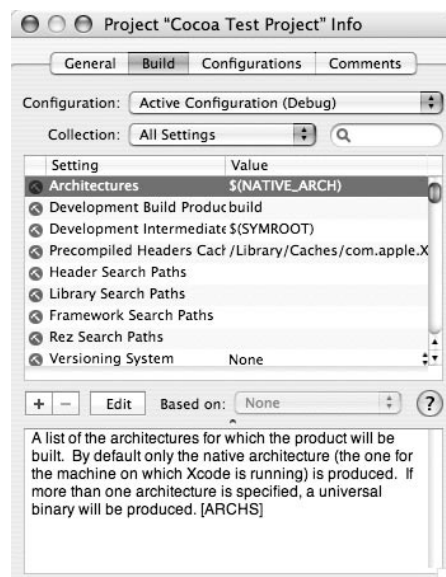 Project “Cocoa Test Project” Info
General Build Configurations Comments
Configuration: Active Configuration (Debug)
Collection: All Settings
Setting Value
Architectures $(NATIVE_ARCH)
Development Build Produc build
Development Intermediate $(SYMROOT)
Precompiled Headers Cach /Library/Caches/com.apple.X
Header Search Paths
Library Search Paths
Framework Search Paths
Rez Search Paths
Versioning System None
+ – Edit Based on: None ?
A list of the architectures for which the product will be
built. By default only the native architecture (the one for
the machine on which Xcode is running) is produced. If
more than one architecture is specified, a universal
binary will be produced. [ARCHS]